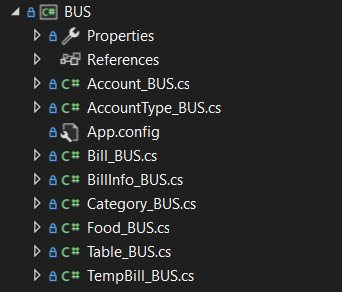 BUS
Properties
References
C# Account_BUS.cs
C# AccountType_BUS.cs
App.config
C# Bill_BUS.cs
C# BillInfo_BUS.cs
C# Category_BUS.cs
C# Food_BUS.cs
C# Table_BUS.cs
C# TempBill_BUS.cs